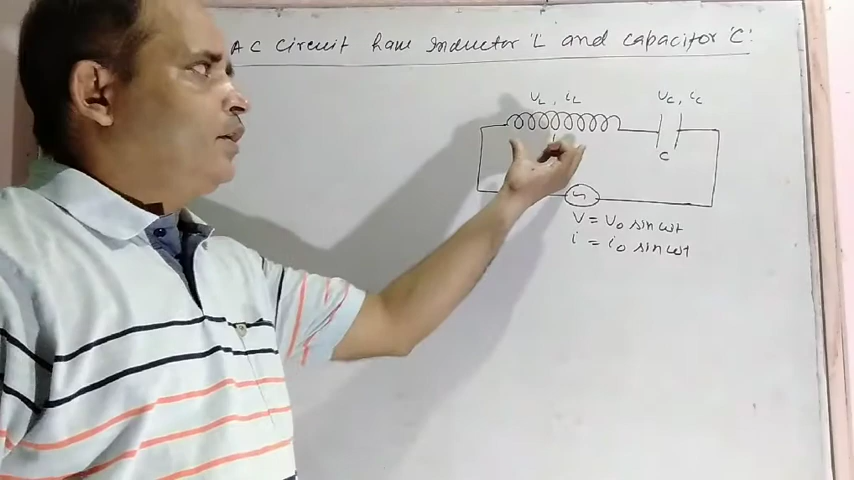 A C circuit have Inductor 'L' and capacitor 'C':
VL , iL
Vc , ic
C
V = V₀ sin ωt
i = i₀ sin ωt